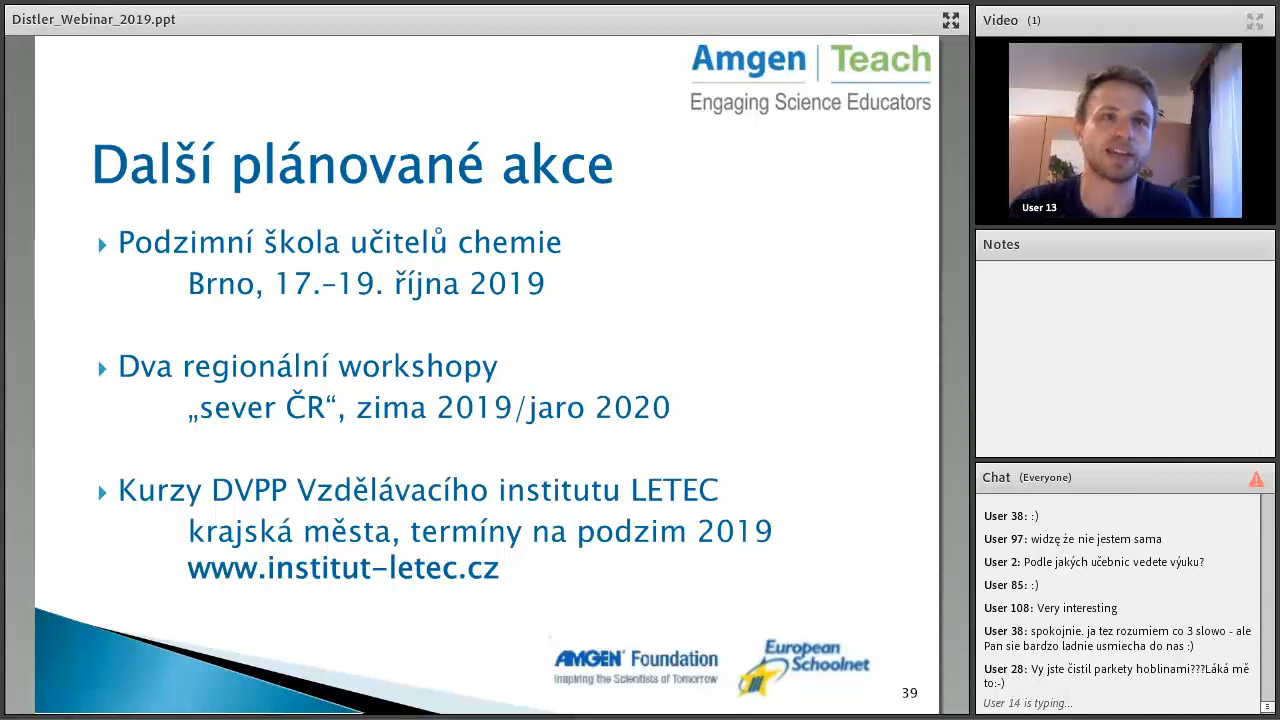 Distler_Webinar_2019.ppt
Amgen | Teach
Engaging Science Educators
Další plánované akce
Podzimní škola učitelů chemie
Brno, 17.–19. října 2019
Dva regionální workshopy
„sever ČR“, zima 2019/jaro 2020
Kurzy DVPP Vzdělávacího institutu LETEC
krajská města, termíny na podzim 2019
www.institut-letec.cz
AMGEN® Foundation
Inspiring the Scientists of Tomorrow
European
Schoolnet
39
Video (1)
User 13
Notes
Chat (Everyone)
User 38: :)
User 97: widzę że nie jestem sama
User 2: Podle jakých učebnic vedete výuku?
User 85: :)
User 108: Very interesting
User 38: spokojnie. ja tez rozumiem co 3 slowo - ale
Pan sie bardzo ladnie usmiecha do nas :)
User 28: Vy jste čistil parkety hoblinami???Láká mě
to:-)
User 14 is typing...